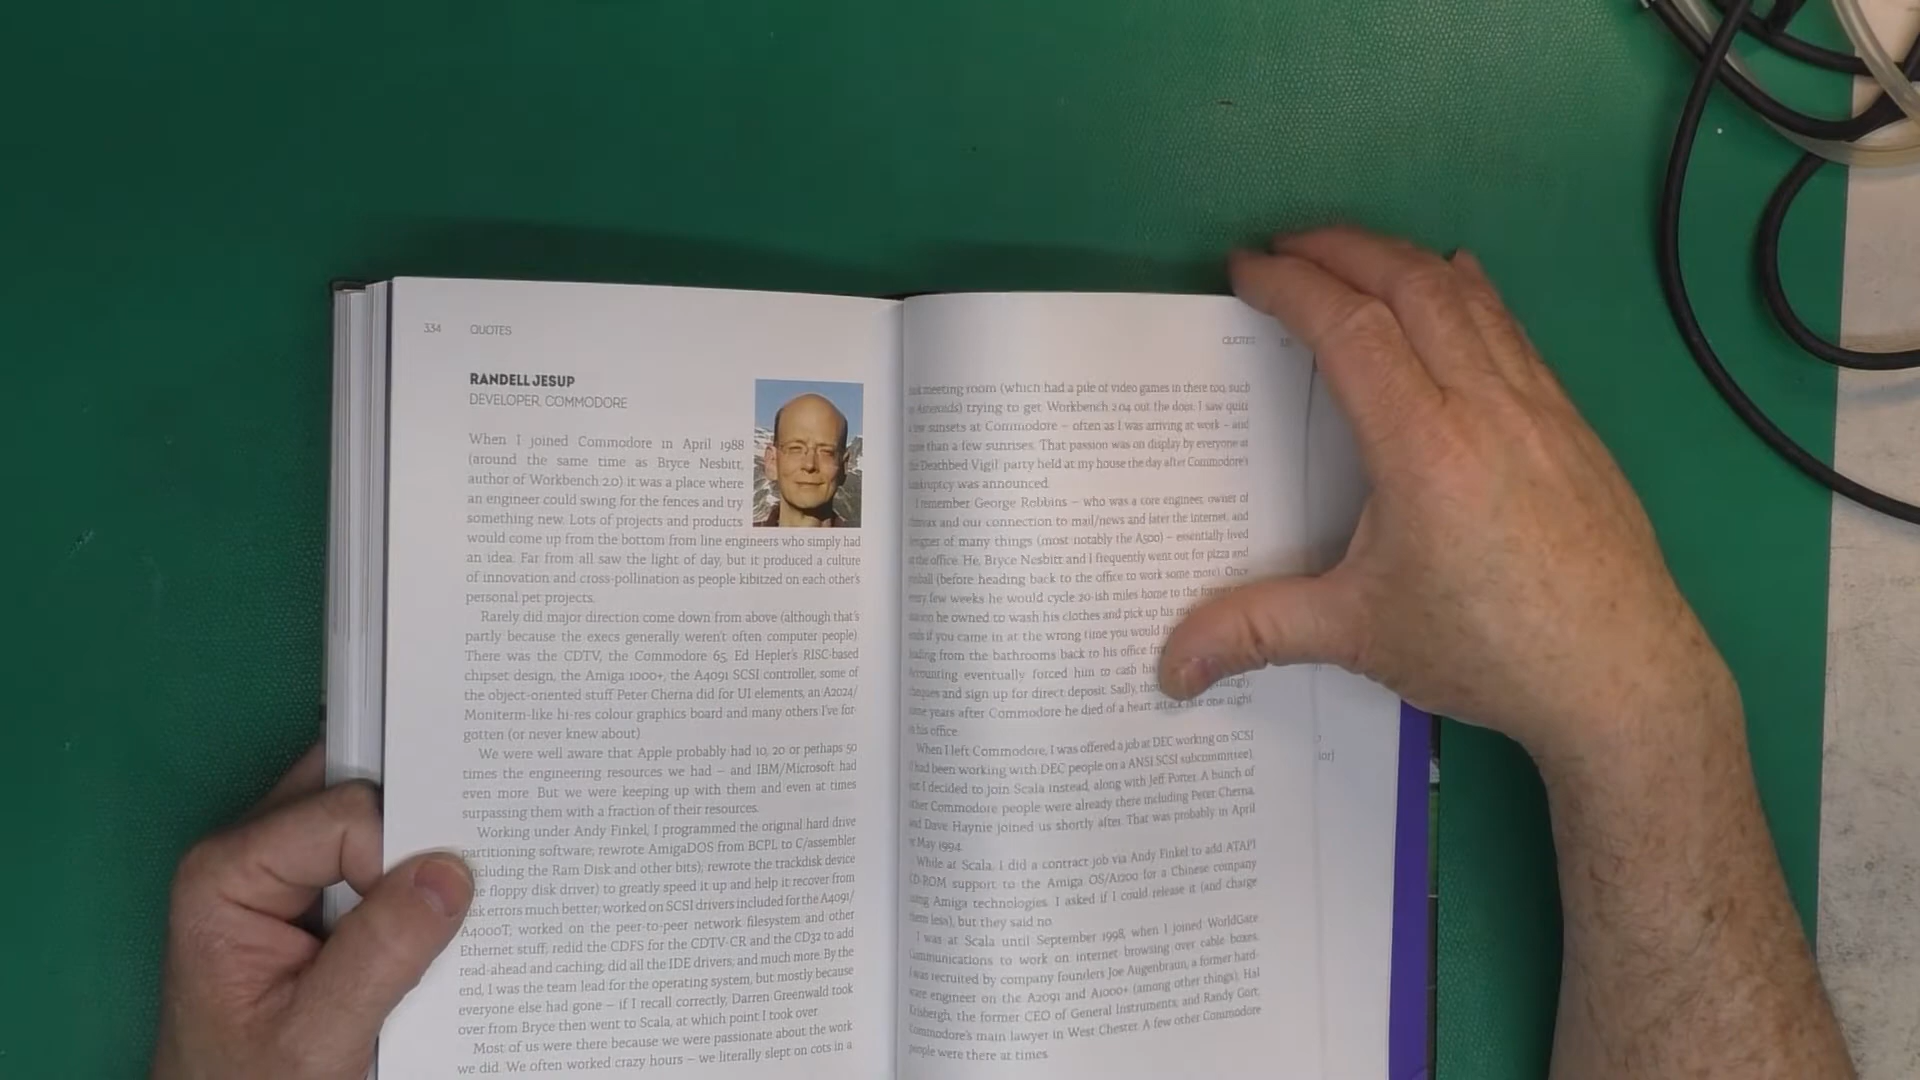 334 QUOTES
RANDELL JESUP
DEVELOPER, COMMODORE
When I joined Commodore in April 1988
(around the same time as Bryce Nesbitt,
author of Workbench 2.0) it was a place where
an engineer could swing for the fences and try
something new. Lots of projects and products
would come up from the bottom from line engineers who simply had
an idea. Far from all saw the light of day, but it produced a culture
of innovation and cross-pollination as people kibitzed on each other's
personal pet projects.
Rarely did major direction come down from above (although that's
partly because the execs generally weren't often computer people).
There was the CDTV, the Commodore 65, Ed Hepler's RISC-based
chipset design, the Amiga 1000+, the A4091 SCSI controller, some of
the object-oriented stuff Peter Cherna did for UI elements, an A2024/
Moniterm-like hi-res colour graphics board and many others I've for-
gotten (or never knew about).
We were well aware that Apple probably had 10, 20 or perhaps 50
times the engineering resources we had – and IBM/Microsoft had
even more. But we were keeping up with them and even at times
surpassing them with a fraction of their resources.
Working under Andy Finkel, I programmed the original hard drive
partitioning software; rewrote AmigaDOS from BCPL to C/assembler
including the Ram Disk and other bits); rewrote the trackdisk device
floppy disk driver) to greatly speed it up and help it recover from
errors much better; worked on SCSI drivers included for the A4091/
A4000T; worked on the peer-to-peer network filesystem and other
Ethernet stuff; redid the CDFS for the CDTV-CR and the CD32 to add
read-ahead and caching; did all the IDE drivers; and much more. By the
end, I was the team lead for the operating system, but mostly because
everyone else had gone – if I recall correctly, Darren Greenwald took
over from Bryce then went to Scala, at which point I took over.
Most of us were there because we were passionate about the work
we did. We often worked crazy hours – we literally slept on cots in a
QUOTES
meeting room (which had a pile of video games in there too, such
trying to get Workbench 2.04 out the door. I saw quite
sunsets at Commodore – often as I was arriving at work – and
than a few sunrises. That passion was on display by everyone at
'Deathbed Vigil' party held at my house the day after Commodore's
was announced.
I remember George Robbins – who was a core engineer, owner of
and our connection to mail/news and later the internet, and
of many things (most notably the A500) – essentially lived
the office. He, Bryce Nesbitt and I frequently went out for pizza and
(before heading back to the office to work some more). Once
few weeks he would cycle 20-ish miles home to the
he owned to wash his clothes and pick up his
if you came in at the wrong time you would
from the bathrooms back to his office
eventually forced him to cash his
and sign up for direct deposit. Sadly,
years after Commodore he died of a heart attack late one night
his office.
When I left Commodore, I was offered a job at DEC working on SCSI
had been working with DEC people on a ANSI SCSI subcommittee),
I decided to join Scala instead, along with Jeff Porter. A bunch of
other Commodore people were already there including Peter Cherna,
and Dave Haynie joined us shortly after. That was probably in April
or May 1994.
While at Scala, I did a contract job via Andy Finkel to add ATAPI
CD-ROM support to the Amiga OS/A1200 for a Chinese company
using Amiga technologies. I asked if I could release it (and charge
them less), but they said no.
I was at Scala until September 1998, when I joined WorldGate
Communications to work on internet browsing over cable boxes.
I was recruited by company founders Joe Augenbraun, a former hard-
ware engineer on the A2091 and A1000+ (among other things), Hal
Krisbergh, the former CEO of General Instruments, and Randy Gort,
Commodore's main lawyer in West Chester. A few other Commodore
people were there at times.